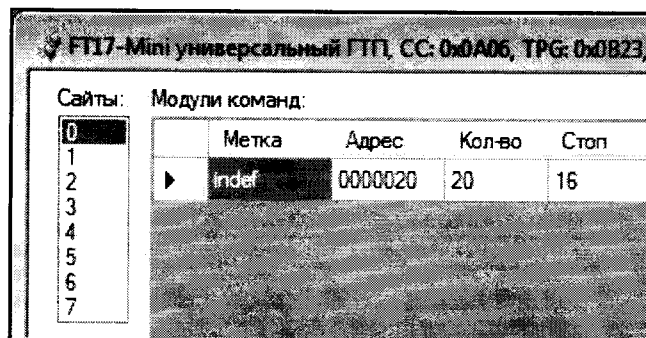 FT17-Mini универсальный ГТП, CC: 0x0A06, TPG: 0x0B23,
Сайты: Модули команд:
0
1
2
3
4
5
6
7
Метка Адрес Кол-во Стоп
indef 0000020 20 16